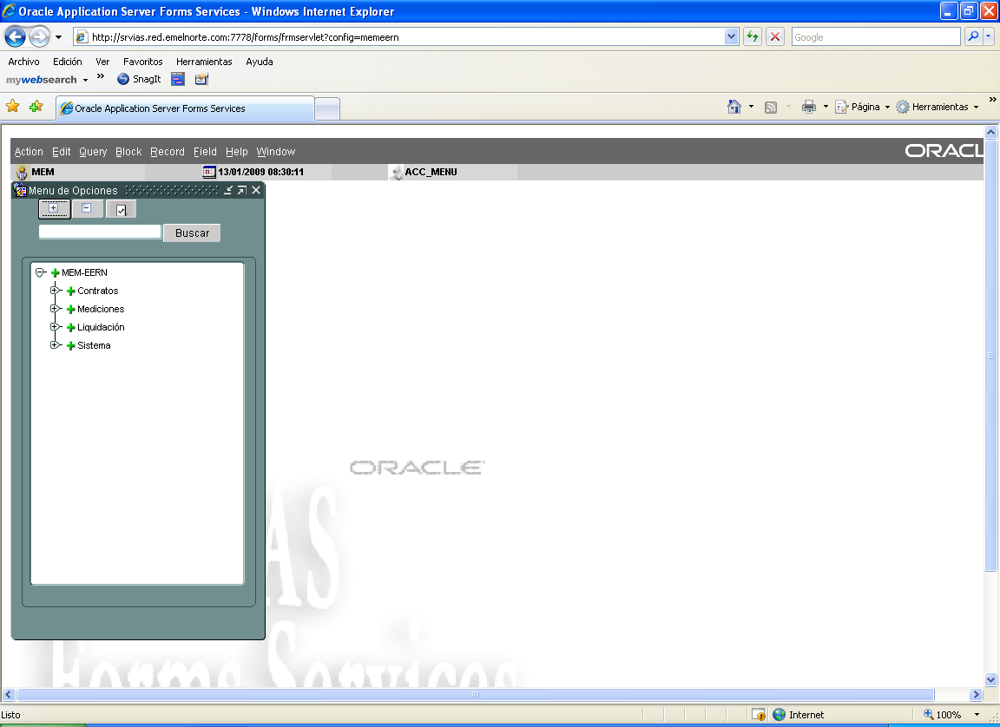 Oracle Application Server Forms Services - Windows Internet Explorer
http://srvias.red.emelnorte.com:7778/forms/frmservlet?config=memeern
Google
Archivo Edición Ver Favoritos Herramientas Ayuda
mywebsearch » SnagIt
Oracle Application Server Forms Services
Página Herramientas »
Action Edit Query Block Record Field Help Window
ORACL
MEM 13/01/2009 08:30:11 ACC_MENU
Menu de Opciones
Buscar
MEM-EERN
Contratos
Mediciones
Liquidación
Sistema
ORACLE
AS
Forms Services
Listo Internet 100%